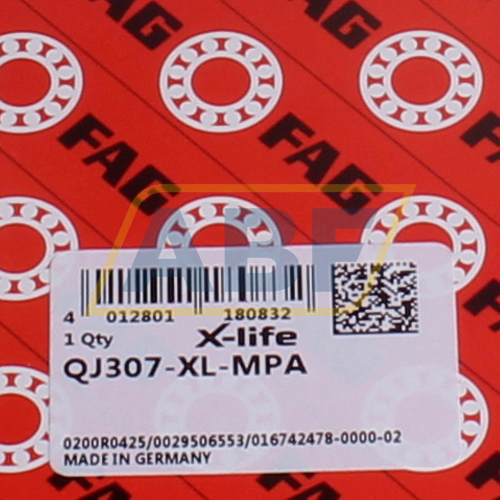 FAG
FAG
FAG
FAG
ABF
4 012801 180832
1 Qty X-life
QJ307-XL-MPA
0200R0425/0029506553/016742478-0000-02
MADE IN GERMANY